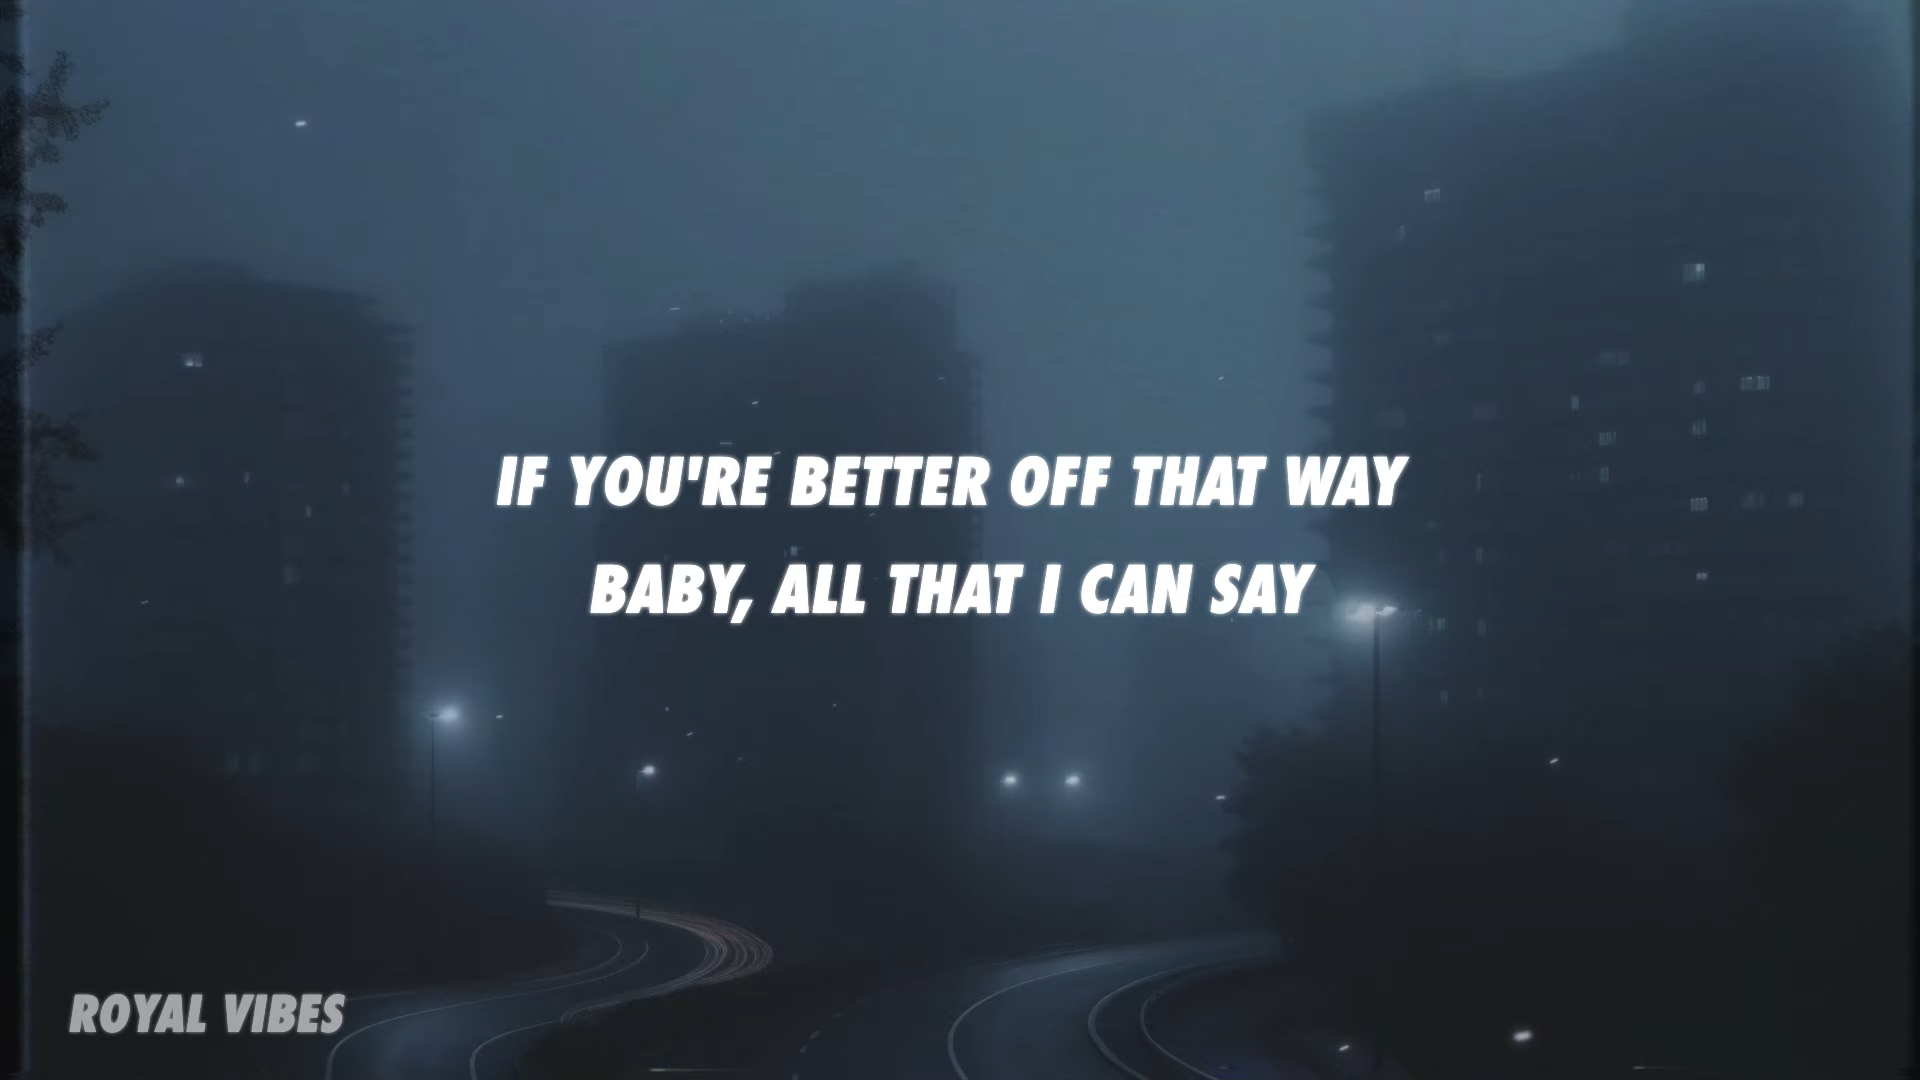 IF YOU'RE BETTER OFF THAT WAY
BABY, ALL THAT I CAN SAY
ROYAL VIBES